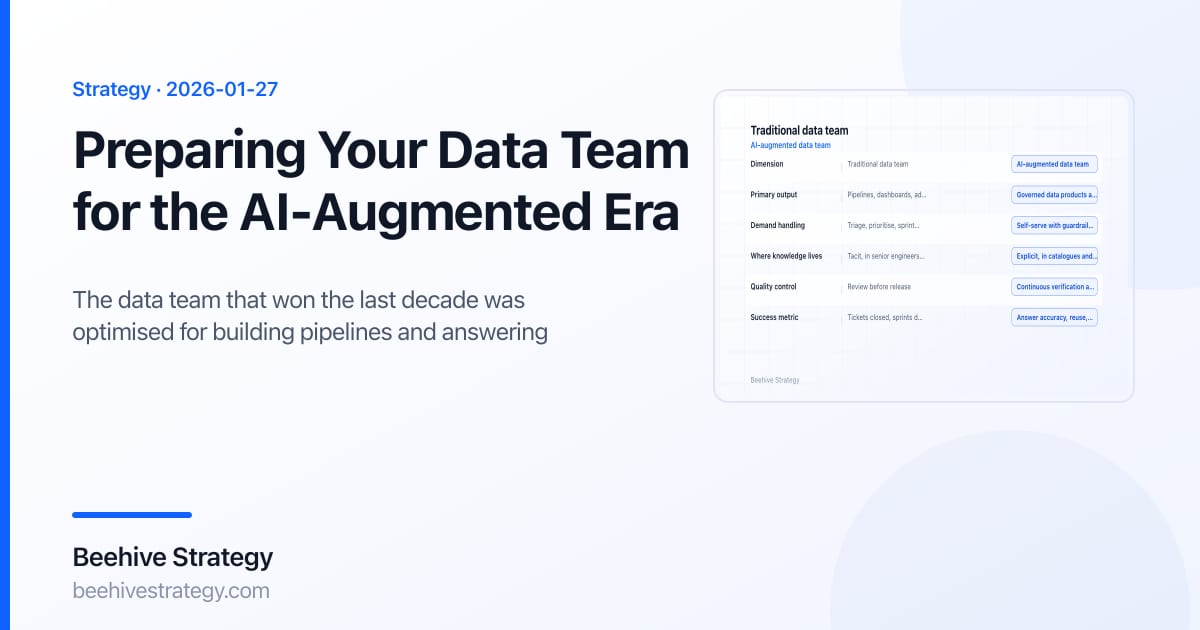 Strategy · 2026-01-27
Preparing Your Data Team
for the AI-Augmented Era
The data team that won the last decade was
optimised for building pipelines and answering
Beehive Strategy
beehivestrategy.com
Traditional data team
AI-augmented data team
Dimension Traditional data team AI-augmented data team
Primary output Pipelines, dashboards, ad... Governed data products a...
Demand handling Triage, prioritise, sprint... Self-serve with guardrail...
Where knowledge lives Tacit, in senior engineers... Explicit, in catalogues and...
Quality control Review before release Continuous verification a...
Success metric Tickets closed, sprints d... Answer accuracy, reuse,...
Beehive Strategy